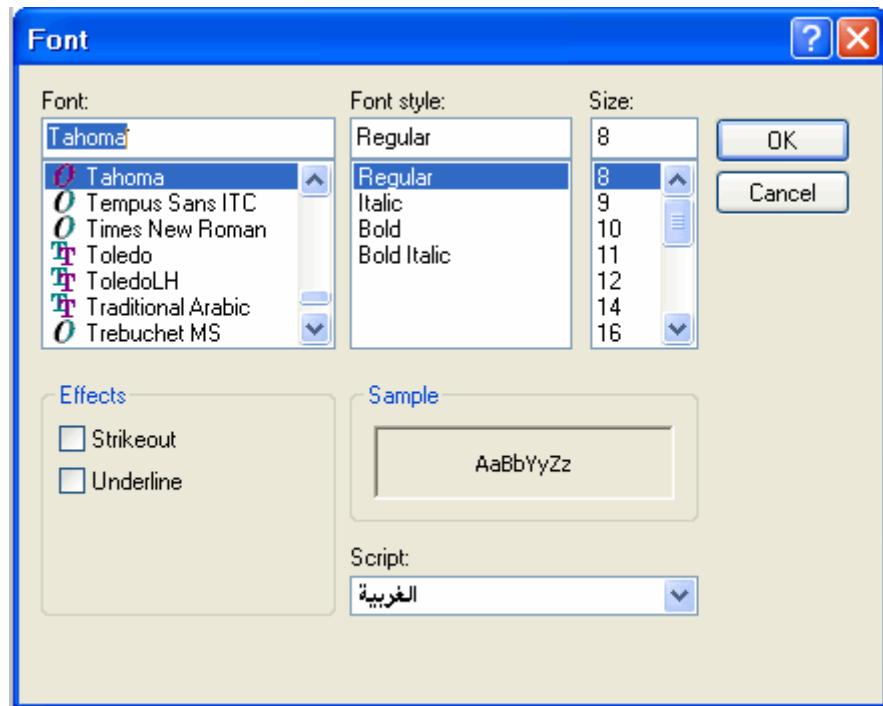 Font
Font:
Font style:
Size:
Tahoma
Regular
8
OK
Cancel
Tahoma
Tempus Sans ITC
Times New Roman
Toledo
ToledoLH
Traditional Arabic
Trebuchet MS
Regular
Italic
Bold
Bold Italic
8
9
10
11
12
14
16
Effects
Strikeout
Underline
Sample
AaBbYyZz
Script:
الغربية